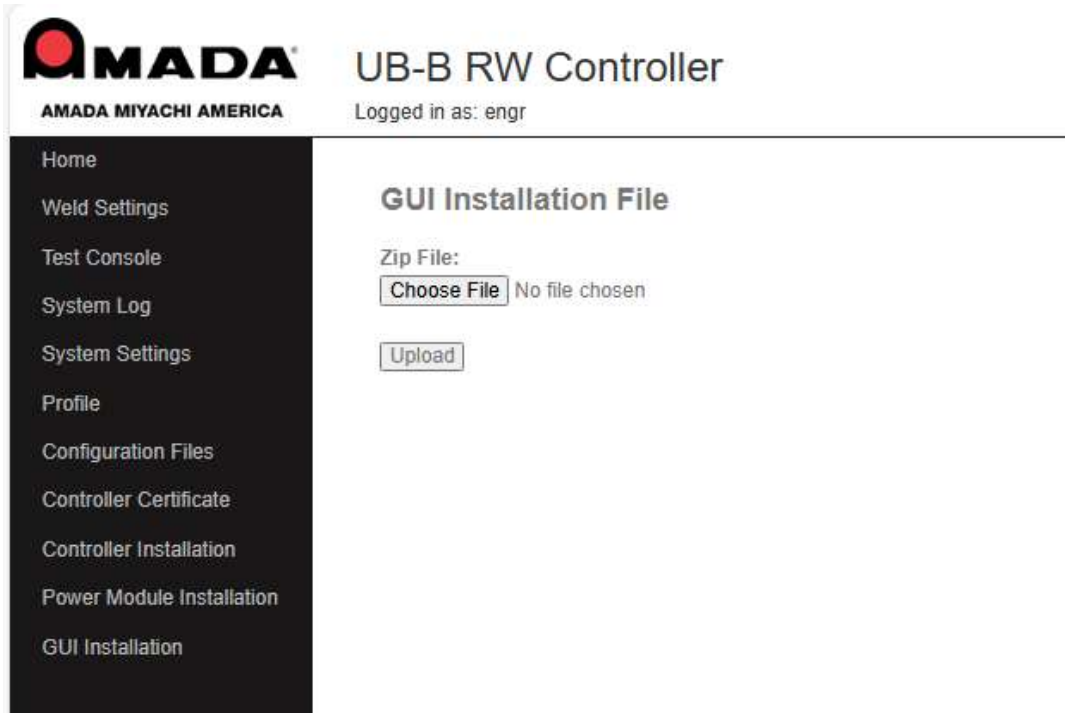 AMADA
AMADA MIYACHI AMERICA
UB-B RW Controller
Logged in as: engr
Home
Weld Settings
Test Console
System Log
System Settings
Profile
Configuration Files
Controller Certificate
Controller Installation
Power Module Installation
GUI Installation
GUI Installation File
Zip File:
Choose File No file chosen
Upload